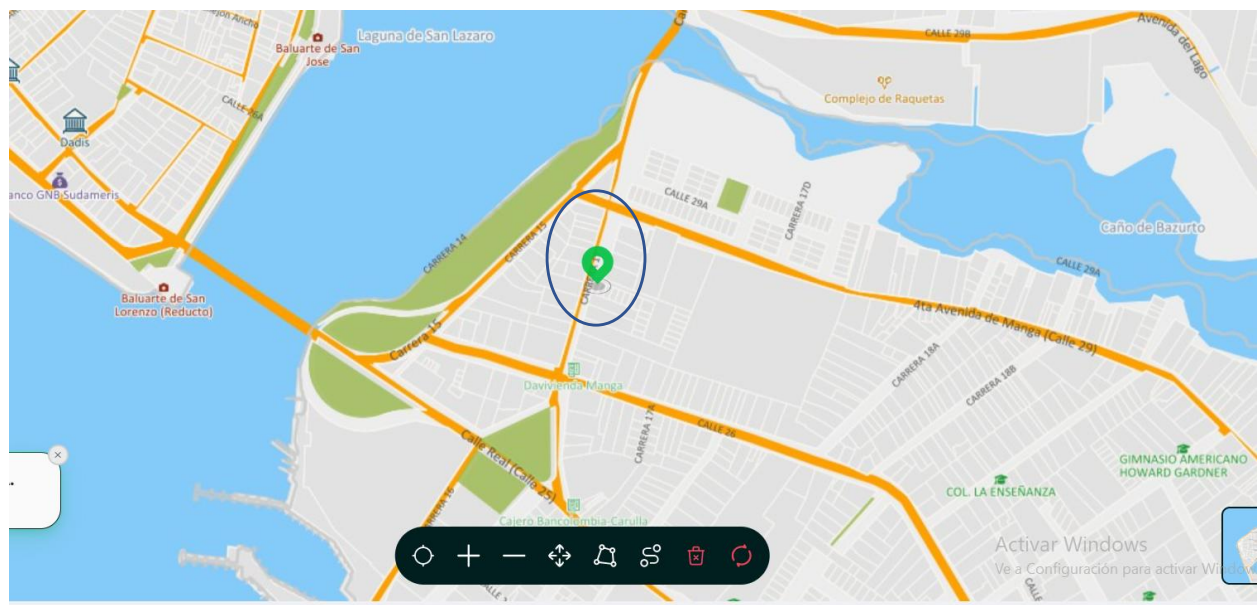 Baluarte de San
Jose
Laguna de San Lazaro
CALLE 29B
Avenida del Lago
Complejo de Raquetas
CALLE 26A
Dadis
anco GNB Sudameris
CALLE 29A
CARRERA 17D
Caño de Bazurto
CARRERA 14
CARRERA 15
CALLE 29A
Baluarte de San
Lorenzo (Reducto)
4ta Avenida de Manga (Calle 29)
Carrera 15
CARRERA 18A
CARRERA 18B
Davivienda Manga
CARRERA 17A
CALLE 26
Calle Real (Calle 25)
GIMNASIO AMERICANO
HOWARD GARDNER
COL. LA ENSEÑANZA
Cajero Bancolombia-Carulla
Activar Windows
Ve a Configuración para activar Windows